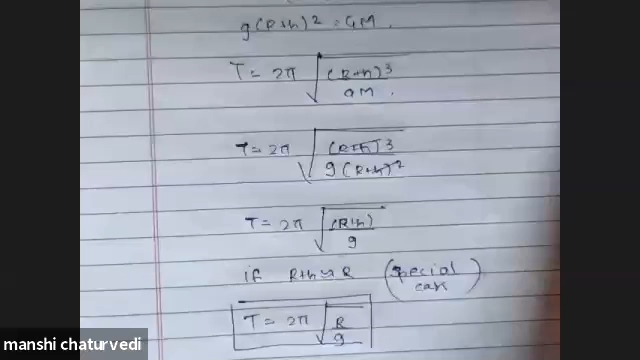 g(R+h)² = GM.
T = 2π √((R+h)³ / GM).
T = 2π √((R+h)³ / g(R+h)²)
T = 2π √((R+h) / g)
if R+h ≈ R (special case)
T = 2π √(R / g)
manshi chaturvedi